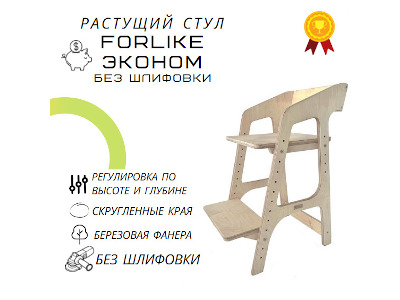 РАСТУЩИЙ СТУЛ
FORLIKE
ЭКОНОМ
БЕЗ ШЛИФОВКИ
РЕГУЛИРОВКА ПО
ВЫСОТЕ И ГЛУБИНЕ
СКРУГЛЕННЫЕ КРАЯ
БЕРЕЗОВАЯ ФАНЕРА
БЕЗ ШЛИФОВКИ